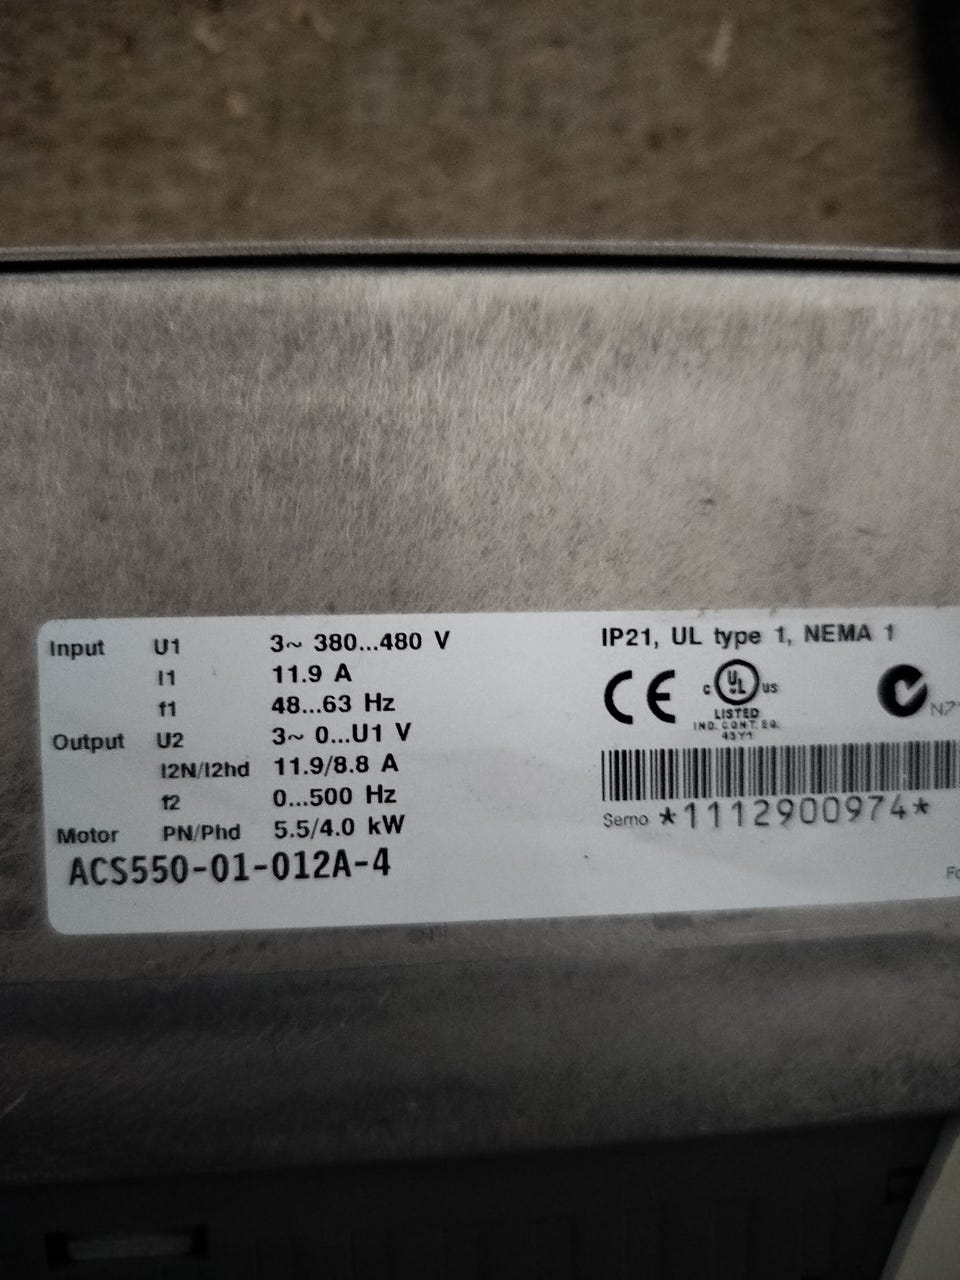 Input U1 3~ 380...480 V
I1 11.9 A
f1 48...63 Hz
Output U2 3~ 0...U1 V
I2N/I2hd 11.9/8.8 A
f2 0...500 Hz
Motor PN/Phd 5.5/4.0 kW
ACS550-01-012A-4
IP21, UL type 1, NEMA 1
CE
C UL US
LISTED
IND. CONT. EQ.
45Y1
Serno *1112900974*